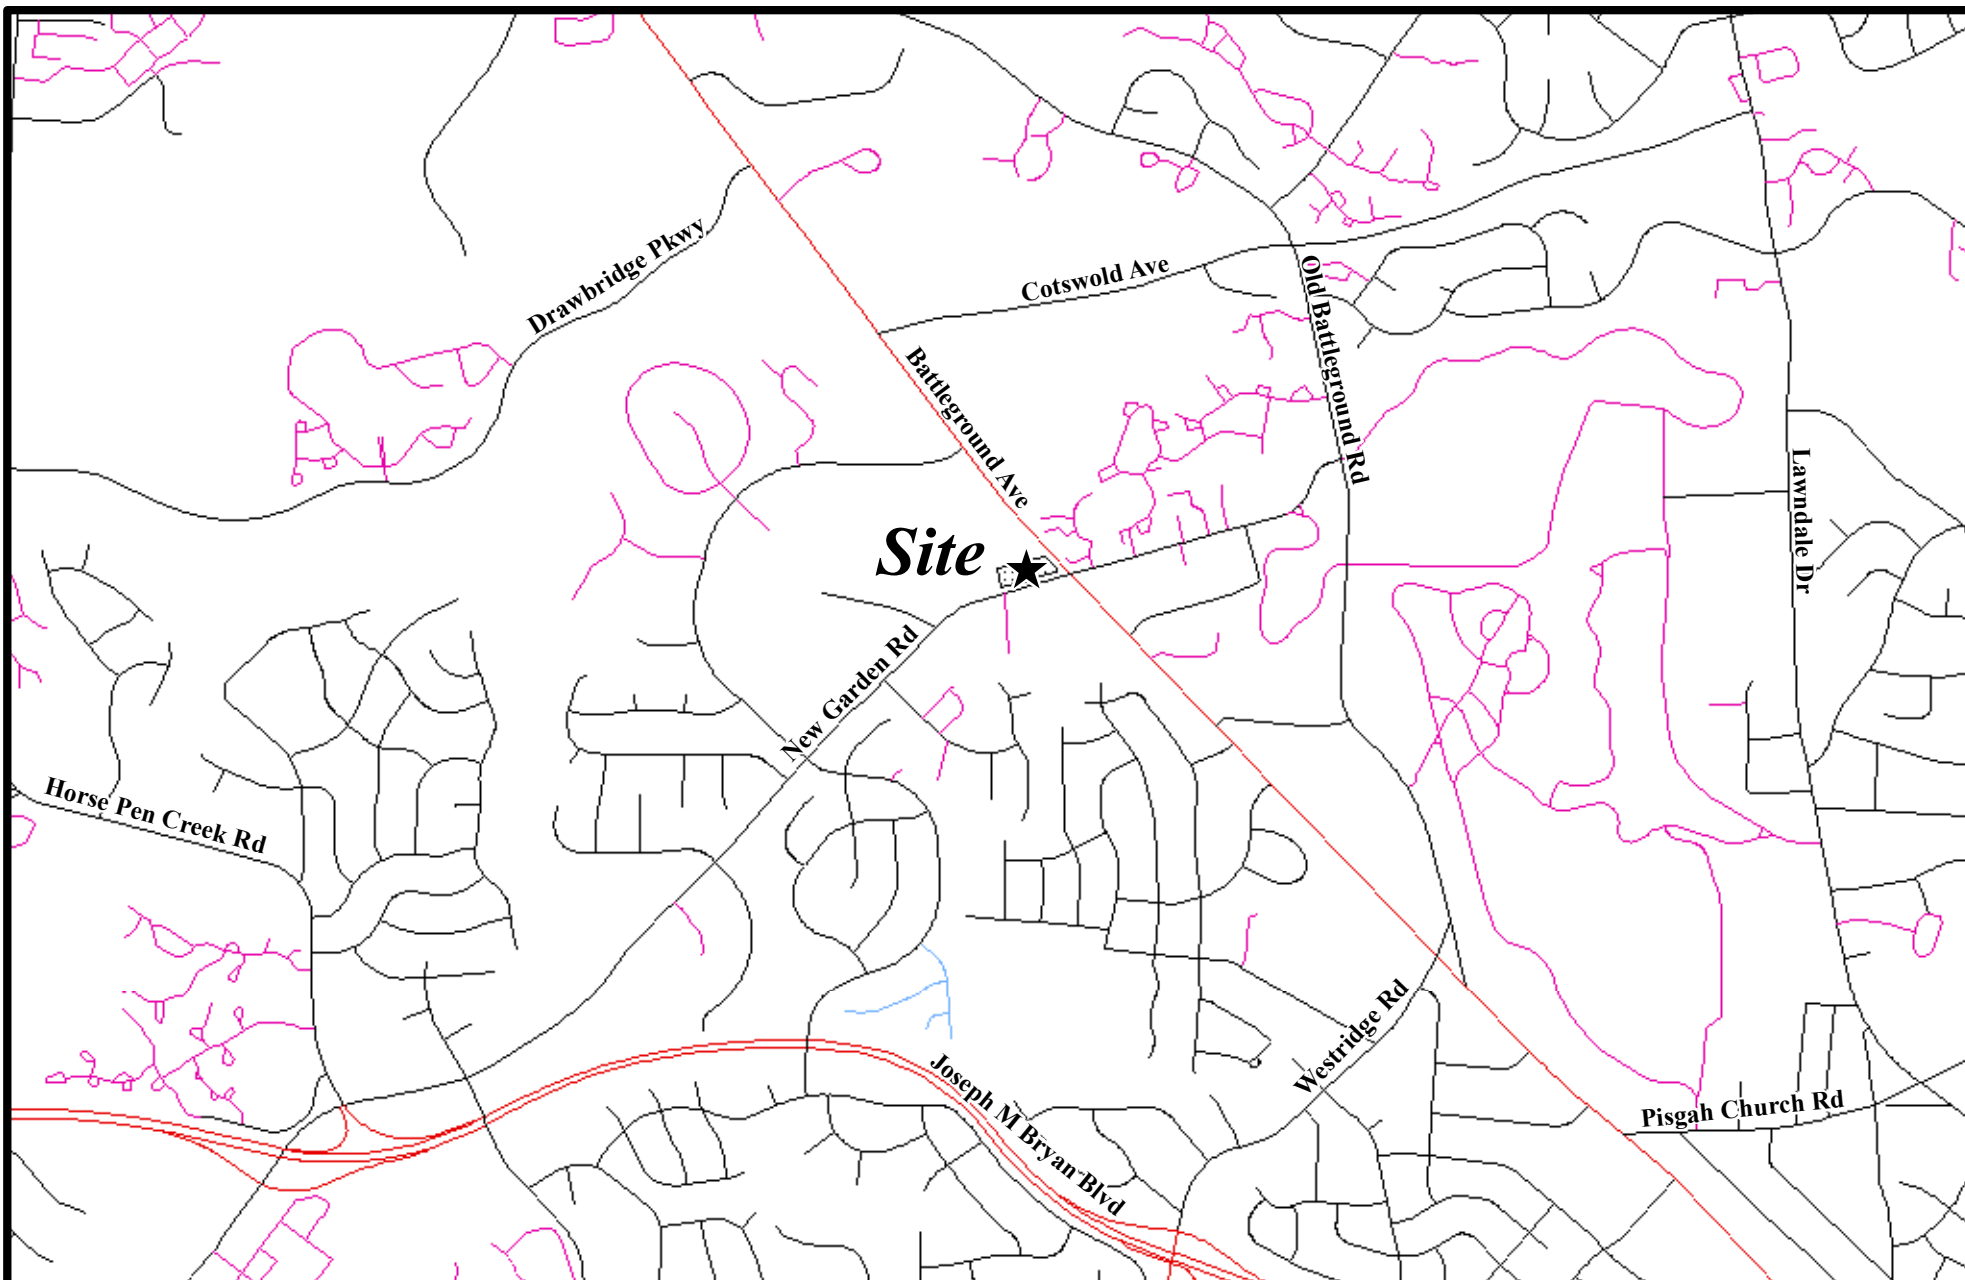 Drawbridge Pkwy
Cotswold Ave
Old Battleground Rd
Battleground Ave
Lawndale Dr
Site
New Garden Rd
Horse Pen Creek Rd
Westridge Rd
Joseph M Bryan Blvd
Pisgah Church Rd